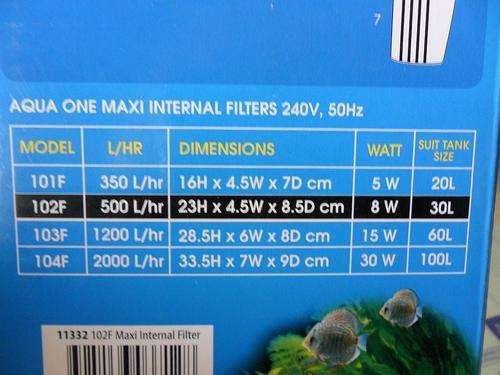 7
AQUA ONE MAXI INTERNAL FILTERS 240V, 50Hz
MODEL L/HR DIMENSIONS WATT SUIT TANK SIZE
101F 350 L/hr 16H x 4.5W x 7D cm 5 W 20L
102F 500 L/hr 23H x 4.5W x 8.5D cm 8 W 30L
103F 1200 L/hr 28.5H x 6W x 8D cm 15 W 60L
104F 2000 L/hr 33.5H x 7W x 9D cm 30 W 100L
11332 102F Maxi Internal Filter